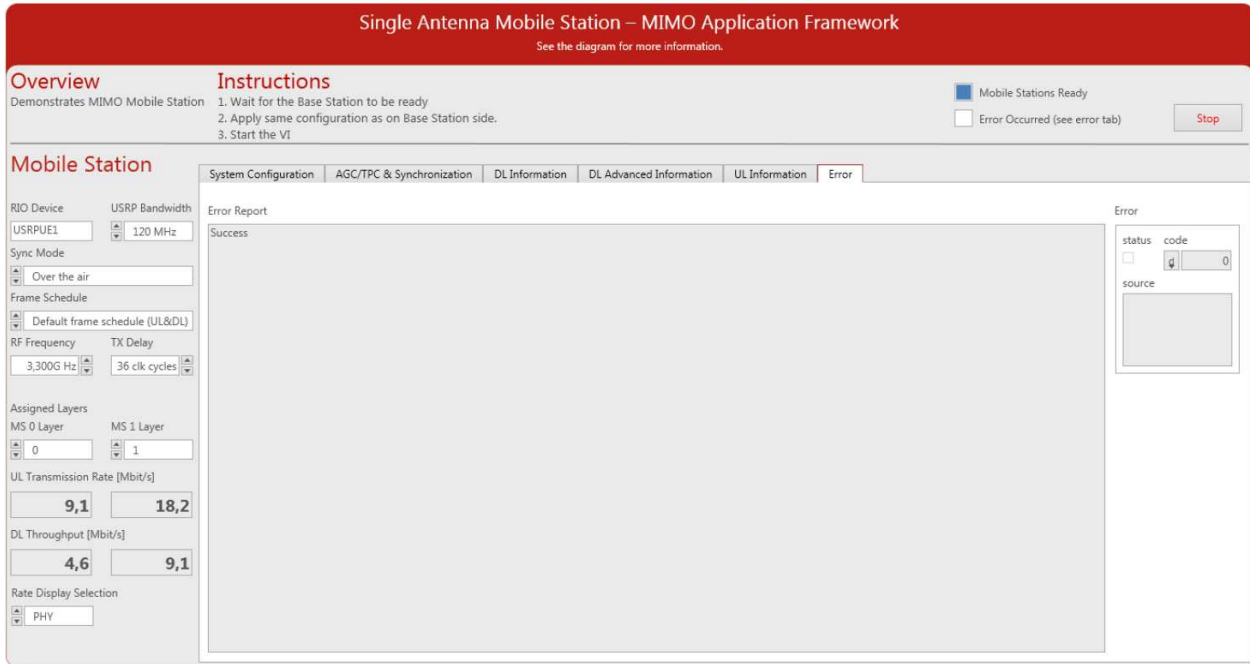 Single Antenna Mobile Station – MIMO Application Framework
See the diagram for more information.
Overview
Demonstrates MIMO Mobile Station
Instructions
1. Wait for the Base Station to be ready
2. Apply same configuration as on Base Station side.
3. Start the VI
Mobile Stations Ready
Error Occurred (see error tab)
Stop
Mobile Station
System Configuration AGC/TPC & Synchronization DL Information DL Advanced Information UL Information Error
RIO Device USRP Bandwidth
USRPUE1 120 MHz
Sync Mode
Over the air
Frame Schedule
Default frame schedule (UL&DL)
RF Frequency TX Delay
3,300G Hz 36 clk cycles
Assigned Layers
MS 0 Layer MS 1 Layer
0 1
UL Transmission Rate [Mbit/s]
9,1 18,2
DL Throughput [Mbit/s]
4,6 9,1
Rate Display Selection
PHY
Error Report
Success
Error
status code
d 0
source